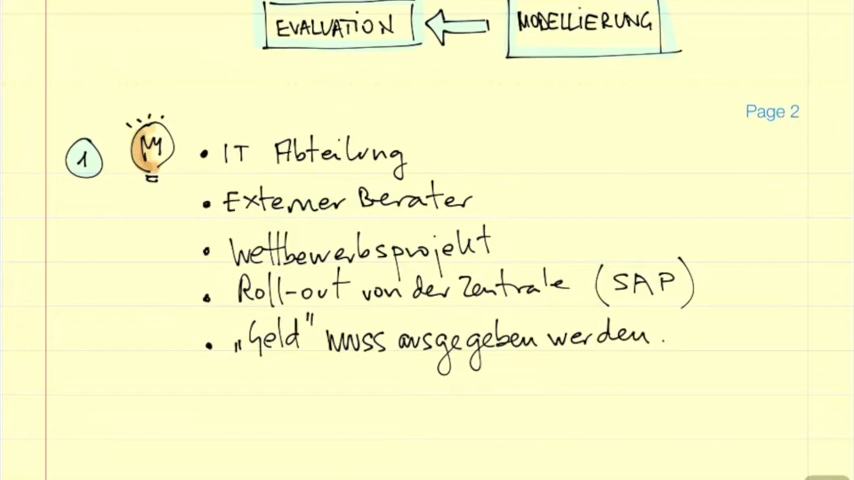 EVALUATION MODELLIERUNG
Page 2
1 • IT Abteilung
• Externer Berater
• Wettbewerbsprojekt
• Roll-out von der Zentrale (SAP)
• „Geld" muss ausgegeben werden.